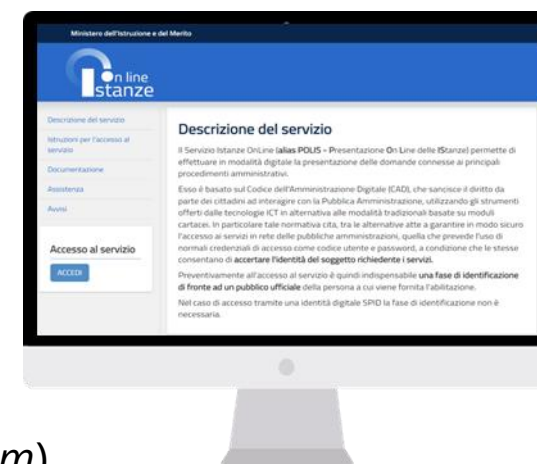 Ministero dell'Istruzione e del Merito
On line
Istanze
Descrizione del servizio
Istruzioni per l'accesso al
servizio
Documentazione
Assistenza
Avvisi
Accesso al servizio
ACCEDI
Descrizione del servizio
Il Servizio Istanze OnLine (alias POLIS – Presentazione On Line delle IStanze) permette di
effettuare in modalità digitale la presentazione delle domande connesse ai principali
procedimenti amministrativi.
Esso è basato sul Codice dell'Amministrazione Digitale (CAD), che sancisce il diritto da
parte dei cittadini ad interagire con la Pubblica Amministrazione, utilizzando gli strumenti
offerti dalle tecnologie ICT in alternativa alle modalità tradizionali basate su moduli
cartacei. In particolare tale normativa cita, tra le alternative atte a garantire in modo sicuro
l'accesso ai servizi in rete delle pubbliche amministrazioni, quella che prevede l'uso di
normali credenziali di accesso come codice utente e password, a condizione che le stesse
consentano di accertare l'identità del soggetto richiedente i servizi.
Preventivamente all'accesso al servizio è quindi indispensabile una fase di identificazione
di fronte ad un pubblico ufficiale della persona a cui viene fornita l'abilitazione.
Nel caso di accesso tramite una identità digitale SPID la fase di identificazione non è
necessaria.
m)